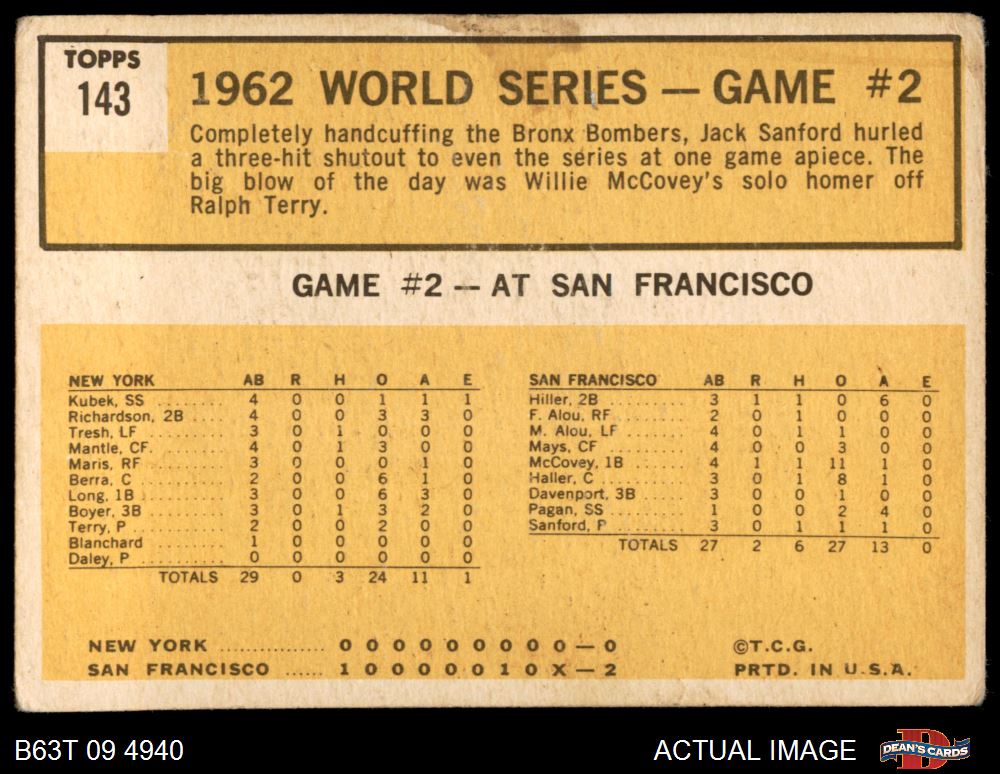 TOPPS
143
1962 WORLD SERIES — GAME #2
Completely handcuffing the Bronx Bombers, Jack Sanford hurled
a three-hit shutout to even the series at one game apiece. The
big blow of the day was Willie McCovey's solo homer off
Ralph Terry.
GAME #2 — AT SAN FRANCISCO
NEW YORK AB R H O A E
Kubek, SS ........ 4 0 0 1 1 1
Richardson, 2B ..... 4 0 0 3 3 0
Tresh, LF ......... 3 0 1 0 0 0
Mantle, CF. ......... 4 0 1 3 0 0
Maris, RF ......... 3 0 0 0 1 0
Berra, C ......... 2 0 0 6 1 0
Long, 1B ......... 3 0 0 6 3 0
Boyer, 3B ......... 3 0 1 3 2 0
Terry, P ......... 2 0 0 2 0 0
Blanchard ........ 1 0 0 0 0 0
Daley, P ......... 0 0 0 0 0 0
TOTALS 29 0 3 24 11 1
SAN FRANCISCO AB R H O A E
Hiller, 2B ......... 3 1 1 0 6 0
F. Alou, RF ....... 2 0 1 0 0 0
M. Alou, LF ....... 4 0 1 1 0 0
Mays, CF ......... 4 0 0 3 0 0
McCovey, 1B ...... 4 1 1 11 1 0
Haller, C ......... 3 0 1 8 1 0
Davenport, 3B ..... 3 0 0 1 0 0
Pagan, SS ........ 1 0 0 2 4 0
Sanford, P ........ 3 0 1 1 1 0
TOTALS 27 2 6 27 13 0
NEW YORK ................ 0 0 0 0 0 0 0 0 0 — 0
SAN FRANCISCO ...... 1 0 0 0 0 0 1 0 X — 2
©T.C.G.
PRTD. IN U.S.A.
B63T 09 4940
ACTUAL IMAGE
DEAN'S CARDS